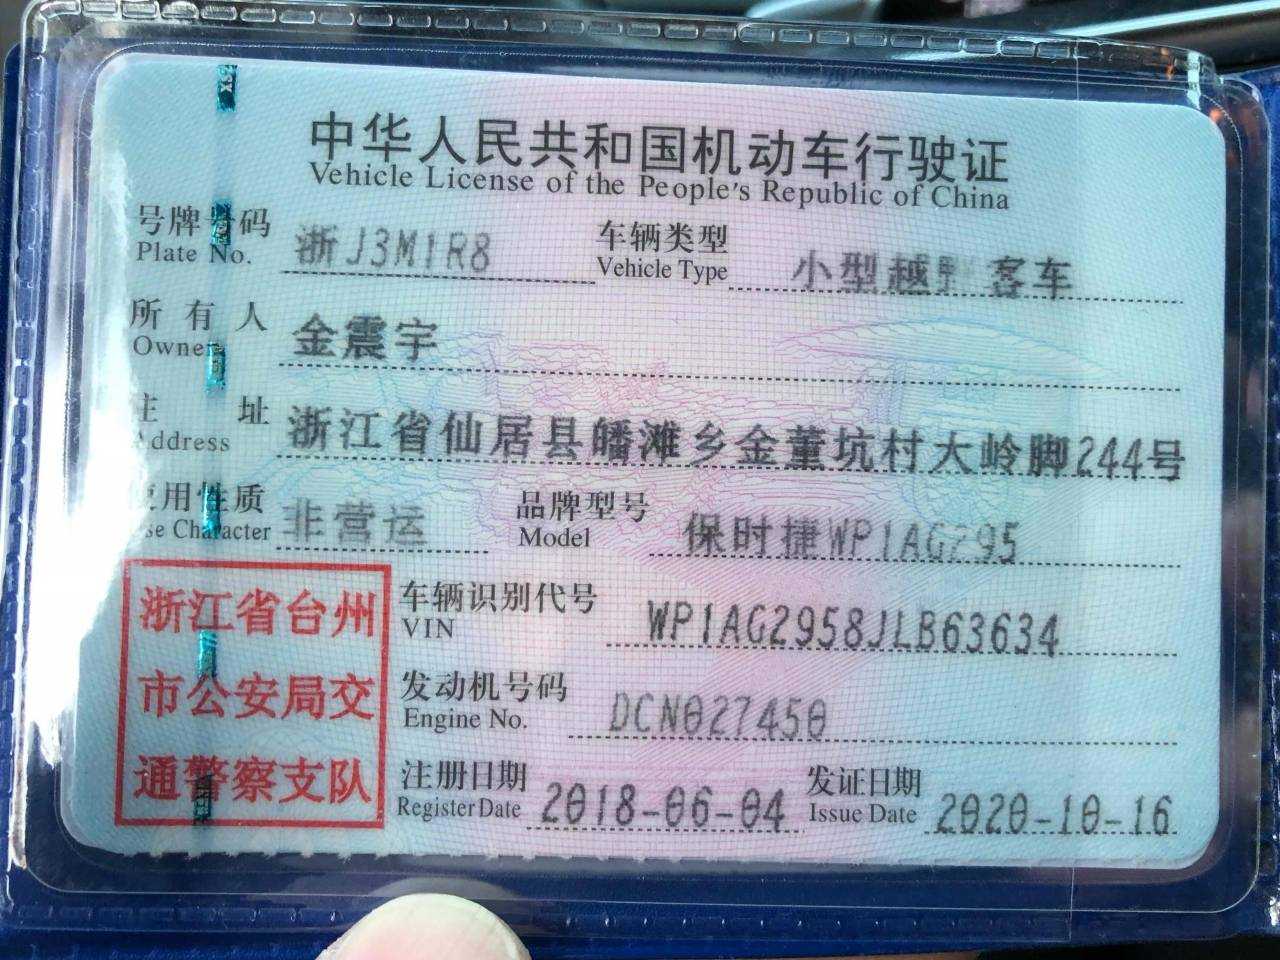 中华人民共和国机动车行驶证
Vehicle License of the People's Republic of China
号牌号码 浙J3M1R8 车辆类型 小型越野客车
Plate No. Vehicle Type
所有人 金震宇
Owner
址 浙江省仙居县皤滩乡金董坑村大岭脚244号
Address
使用性质 非营运 品牌型号 保时捷WP1AG295
Use Character Model
车辆识别代号 WP1AG2958JLB63634
VIN
发动机号码 DCN027450
Engine No.
注册日期 2018-06-04 发证日期 2020-10-16
Register Date Issue Date
浙江省台州
市公安局交
通警察支队